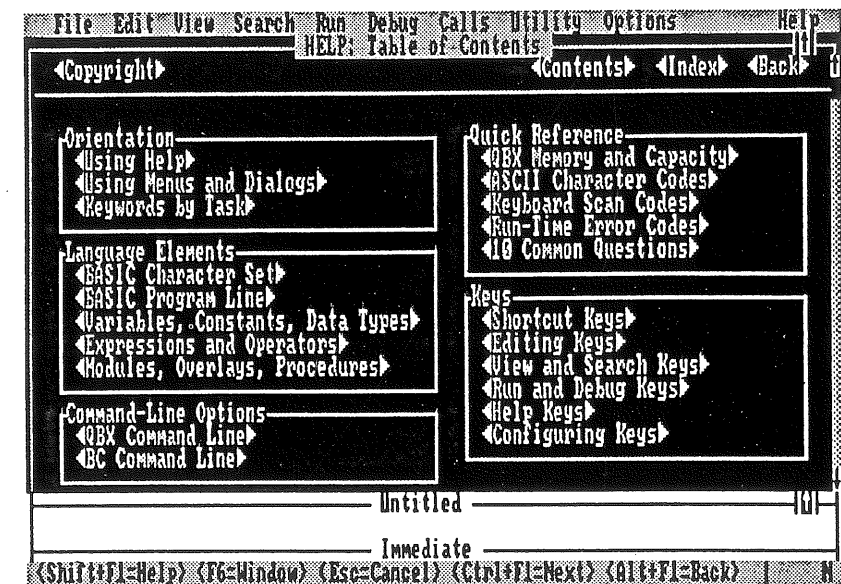 File Edit View Search Run Debug Calls Utility Options Help
HELP: Table of Contents
Copyright Contents Index Back
Orientation
Using Help
Using Menus and Dialogs
Keywords by Task
Language Elements
BASIC Character Set
BASIC Program Line
Variables, Constants, Data Types
Expressions and Operators
Modules, Overlays, Procedures
Command-Line Options
QBX Command Line
BC Command Line
Quick Reference
QBX Memory and Capacity
ASCII Character Codes
Keyboard Scan Codes
Run-Time Error Codes
10 Common Questions
Keys
Shortcut Keys
Editing Keys
View and Search Keys
Run and Debug Keys
Help Keys
Configuring Keys
Untitled
Immediate
<Shift+F1=Help> <F6=Window> <Esc=Cancel> <Ctrl+F1=Next> <Alt+F1=Back> N